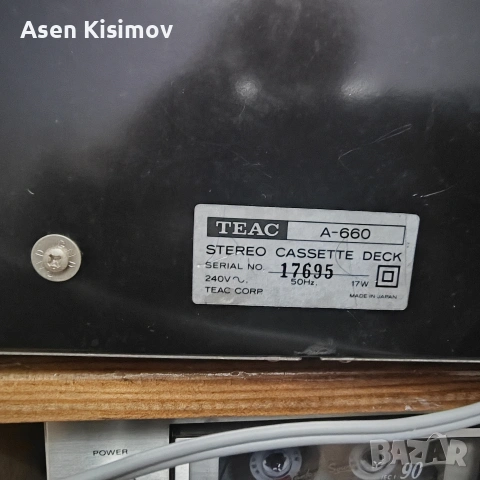 Asen Kisimov
TEAC A-660
STEREO CASSETTE DECK
SERIAL NO. 17695
240V~. 50Hz. 17W
TEAC CORP. MADE IN JAPAN
POWER
90
BAZAR